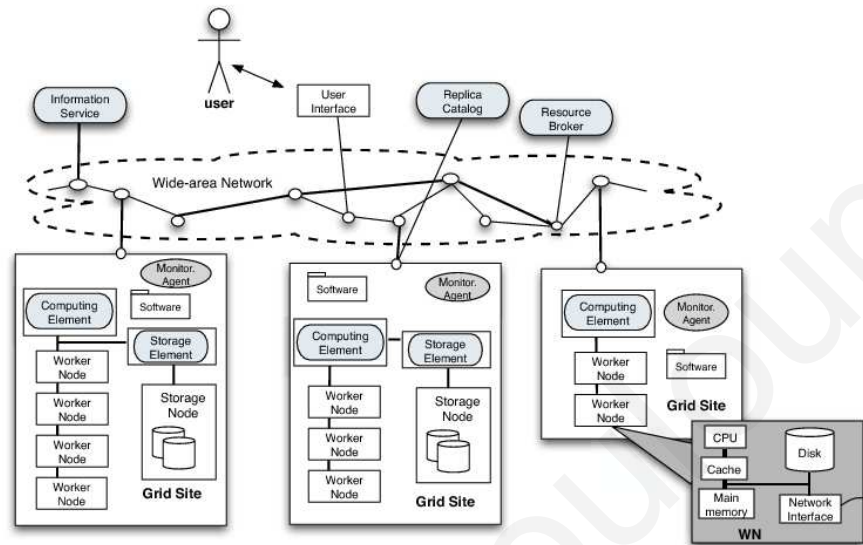 user
User
Interface
Information
Service
Replica
Catalog
Resource
Broker
Wide-area Network
Monitor.
Agent
Software
Computing
Element
Storage
Element
Worker
Node
Worker
Node
Worker
Node
Worker
Node
Storage
Node
Grid Site
Software
Monitor.
Agent
Computing
Element
Storage
Element
Worker
Node
Worker
Node
Worker
Node
Storage
Node
Grid Site
Computing
Element
Monitor.
Agent
Worker
Node
Software
Worker
Node
Grid Site
CPU
Disk
Cache
Main
memory
Network
Interface
WN